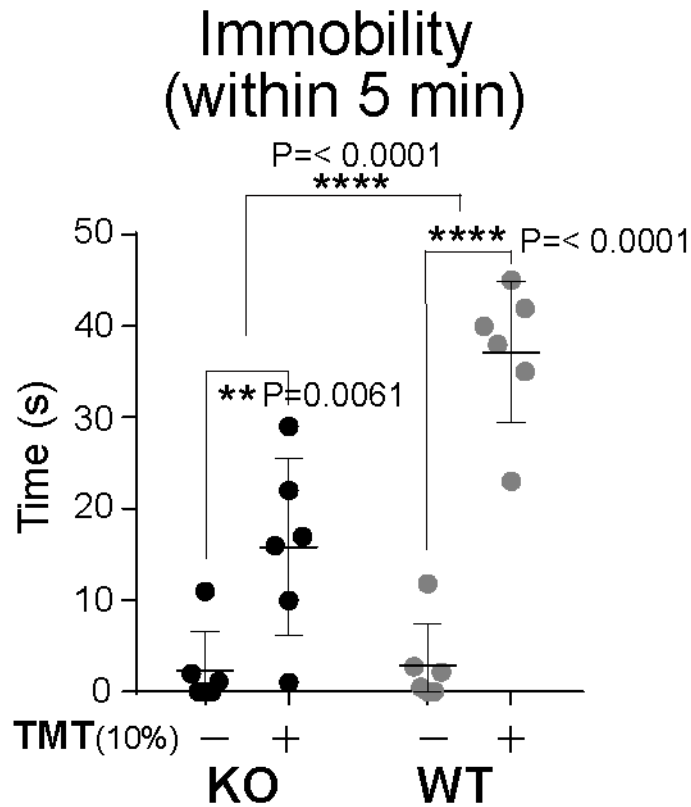 Immobility
(within 5 min)
P=< 0.0001
****
50
**** P=< 0.0001
40
** P=0.0061
30
Time (s)
20
10
0
TMT(10%) − + − +
KO WT